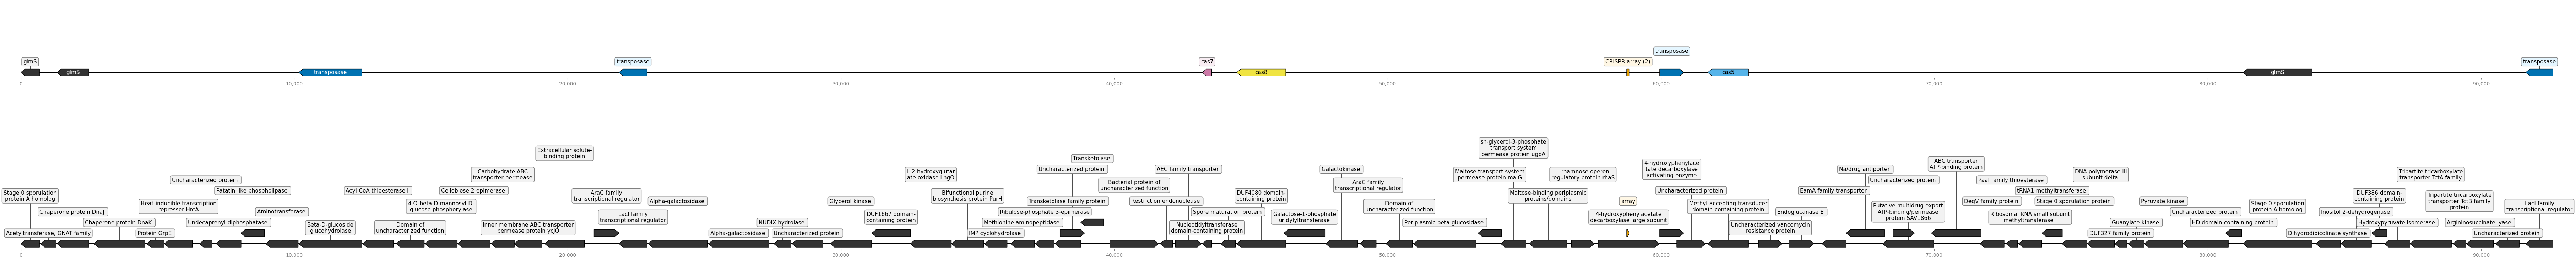 transposase
glmS
transposase
cas7
CRISPR array (2)
glmS
transposase
glmS
transposase
cas8
cas5
glmS
0
10,000
20,000
30,000
40,000
50,000
60,000
70,000
80,000
90,000
sn-glycerol-3-phosphate
transport system
permease protein ugpA
Extracellular solute-
binding protein
Transketolase
4-hydroxyphenylace
tate decarboxylase
activating enzyme
ABC transporter
ATP-binding protein
Carbohydrate ABC
transporter permease
L-2-hydroxyglutar
ate oxidase LhgO
Uncharacterized protein
AEC family transporter
Galactokinase
Maltose transport system
permease protein malG
L-rhamnose operon
regulatory protein rhaS
Na/drug antiporter
DNA polymerase III
subunit delta'
Tripartite tricarboxylate
transporter TctA family
Uncharacterized protein
Bacterial protein of
uncharacterized function
AraC family
transcriptional regulator
Uncharacterized protein
Paal family thioesterase
Stage 0 sporulation
protein A homolog
Patatin-like phospholipase
Acyl-CoA thioesterase I
Cellobiose 2-epimerase
AraC family
transcriptional regulator
Bifunctional purine
biosynthesis protein PurH
DUF4080 domain-
containing protein
Maltose-binding periplasmic
proteins/domains
Uncharacterized protein
EamA family transporter
tRNA1-methyltransferase
DUF386 domain-
containing protein
Tripartite tricarboxylate
transporter TctB family
protein
Heat-inducible transcription
repressor HrcA
4-O-beta-D-mannosyl-D-
glucose phosphorylase
Alpha-galactosidase
Glycerol kinase
Transketolase family protein
Restriction endonuclease
Domain of
uncharacterized function
array
Methyl-accepting transducer
domain-containing protein
Putative multidrug export
ATP-binding/permease
protein SAV1866
DegV family protein
Stage 0 sporulation protein
Pyruvate kinase
Stage 0 sporulation
protein A homolog
LacI family
transcriptional regulator
Chaperone protein DnaJ
Aminotransferase
LacI family
transcriptional regulator
DUF1667 domain-
containing protein
Ribulose-phosphate 3-epimerase
Spore maturation protein
Galactose-1-phosphate
uridylyltransferase
4-hydroxyphenylacetate
decarboxylase large subunit
Endoglucanase E
Ribosomal RNA small subunit
methyltransferase I
Uncharacterized protein
Inositol 2-dehydrogenase
Chaperone protein DnaK
Undecaprenyl-diphosphatase
Beta-D-glucoside
glucohydrolase
Domain of
uncharacterized function
Inner membrane ABC transporter
permease protein ycjO
NUDIX hydrolase
Methionine aminopeptidase
Nucleotidyltransferase
domain-containing protein
Periplasmic beta-glucosidase
Uncharacterized vancomycin
resistance protein
Guanylate kinase
HD domain-containing protein
Hydroxypyruvate isomerase
Argininosuccinate lyase
Acetyltransferase, GNAT family
Protein GrpE
Alpha-galactosidase
Uncharacterized protein
IMP cyclohydrolase
DUF327 family protein
Dihydrodipicolinate synthase
Uncharacterized protein
0
10,000
20,000
30,000
40,000
50,000
60,000
70,000
80,000
90,000